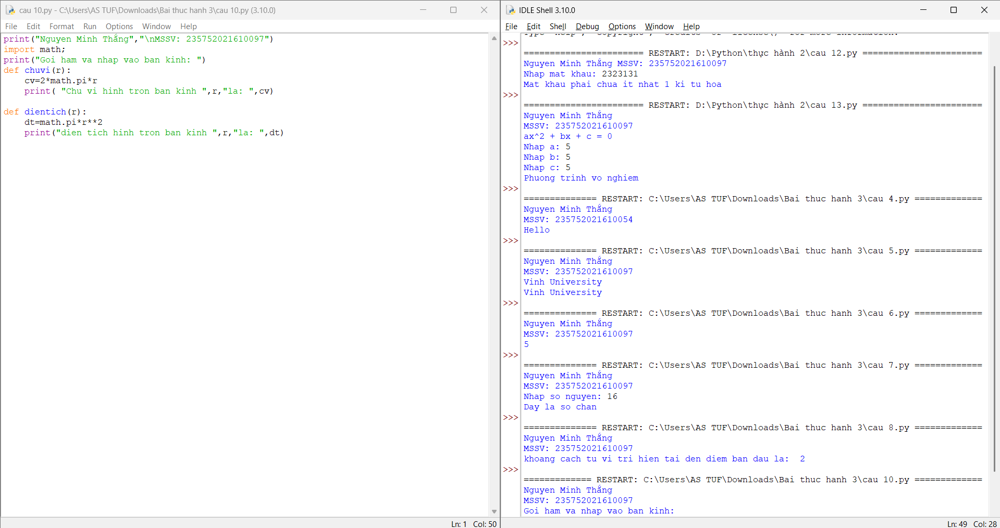 cau 10.py - C:\Users\AS TUF\Downloads\Bai thuc hanh 3\cau 10.py (3.10.0)
File Edit Format Run Options Window Help
print("Nguyen Minh Thắng","\nMSSV: 235752021610097")
import math;
print("Goi ham va nhap vao ban kinh: ")
def chuvi(r):
    cv=2*math.pi*r
    print( "Chu vi hinh tron ban kinh ",r,"la: ",cv)
def dientich(r):
    dt=math.pi*r**2
    print("dien tich hinh tron ban kinh ",r,"la: ",dt)
Ln: 1 Col: 50
IDLE Shell 3.10.0
File Edit Shell Debug Options Window Help
Type "help", "copyright", "credits" or "license()" for more information.
>>>
======================= RESTART: D:\Python\thực hành 2\cau 12.py =======================
Nguyen Minh Thắng MSSV: 235752021610097
Nhap mat khau: 2323131
Mat khau phai chua it nhat 1 ki tu hoa
>>>
======================= RESTART: D:\Python\thực hành 2\cau 13.py =======================
Nguyen Minh Thắng
MSSV: 235752021610097
ax^2 + bx + c = 0
Nhap a: 5
Nhap b: 5
Nhap c: 5
Phuong trinh vo nghiem
>>>
============== RESTART: C:\Users\AS TUF\Downloads\Bai thuc hanh 3\cau 4.py =============
Nguyen Minh Thắng
MSSV: 235752021610054
Hello
>>>
============== RESTART: C:\Users\AS TUF\Downloads\Bai thuc hanh 3\cau 5.py =============
Nguyen Minh Thắng
MSSV: 235752021610097
Vinh University
Vinh University
>>>
============== RESTART: C:\Users\AS TUF\Downloads\Bai thuc hanh 3\cau 6.py =============
Nguyen Minh Thắng
MSSV: 235752021610097
5
>>>
============== RESTART: C:\Users\AS TUF\Downloads\Bai thuc hanh 3\cau 7.py =============
Nguyen Minh Thắng
MSSV: 235752021610097
Nhap so nguyen: 16
Day la so chan
>>>
============== RESTART: C:\Users\AS TUF\Downloads\Bai thuc hanh 3\cau 8.py =============
Nguyen Minh Thắng
MSSV: 235752021610097
khoang cach tu vi tri hien tai den diem ban dau la:  2
>>>
============= RESTART: C:\Users\AS TUF\Downloads\Bai thuc hanh 3\cau 10.py =============
Nguyen Minh Thắng
MSSV: 235752021610097
Goi ham va nhap vao ban kinh:
Ln: 49 Col: 28